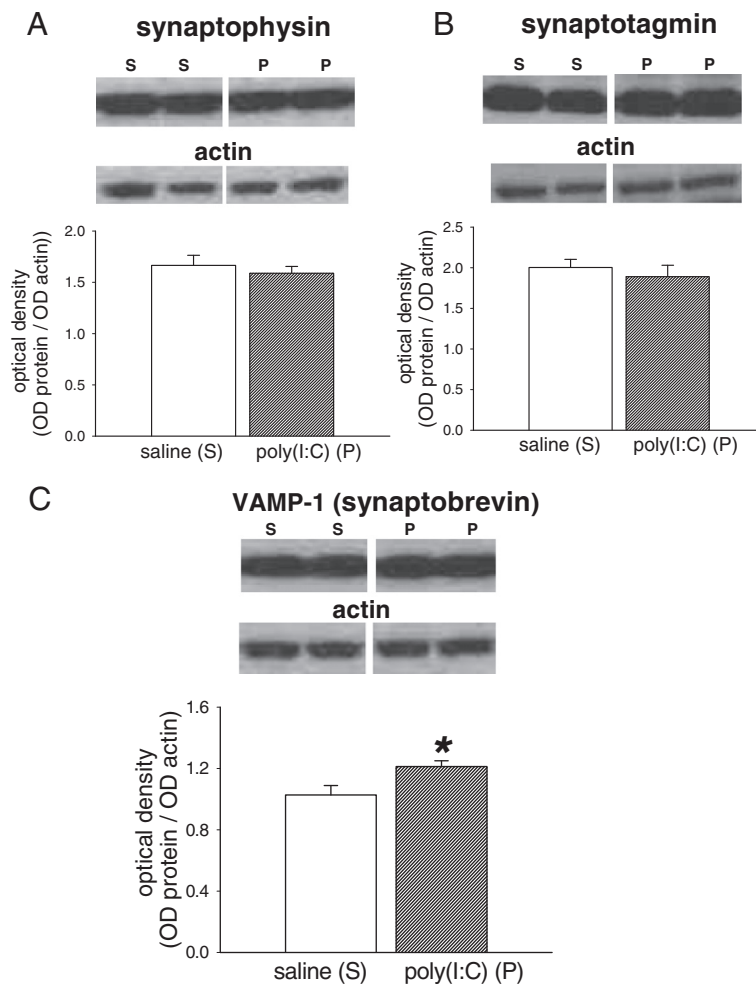 A
synaptophysin
S S P P
actin
optical density
(OD protein / OD actin))
2.0
1.5
1.0
0.5
0.0
saline (S) poly(I:C) (P)
B
synaptotagmin
S S P P
actin
optical density
(OD protein / OD actin)
2.5
2.0
1.5
1.0
0.5
0.0
saline (S) poly(I:C) (P)
C
VAMP-1 (synaptobrevin)
S S P P
actin
optical density
(OD protein / OD actin)
1.6
1.2
0.8
0.4
0.0
*
saline (S) poly(I:C) (P)